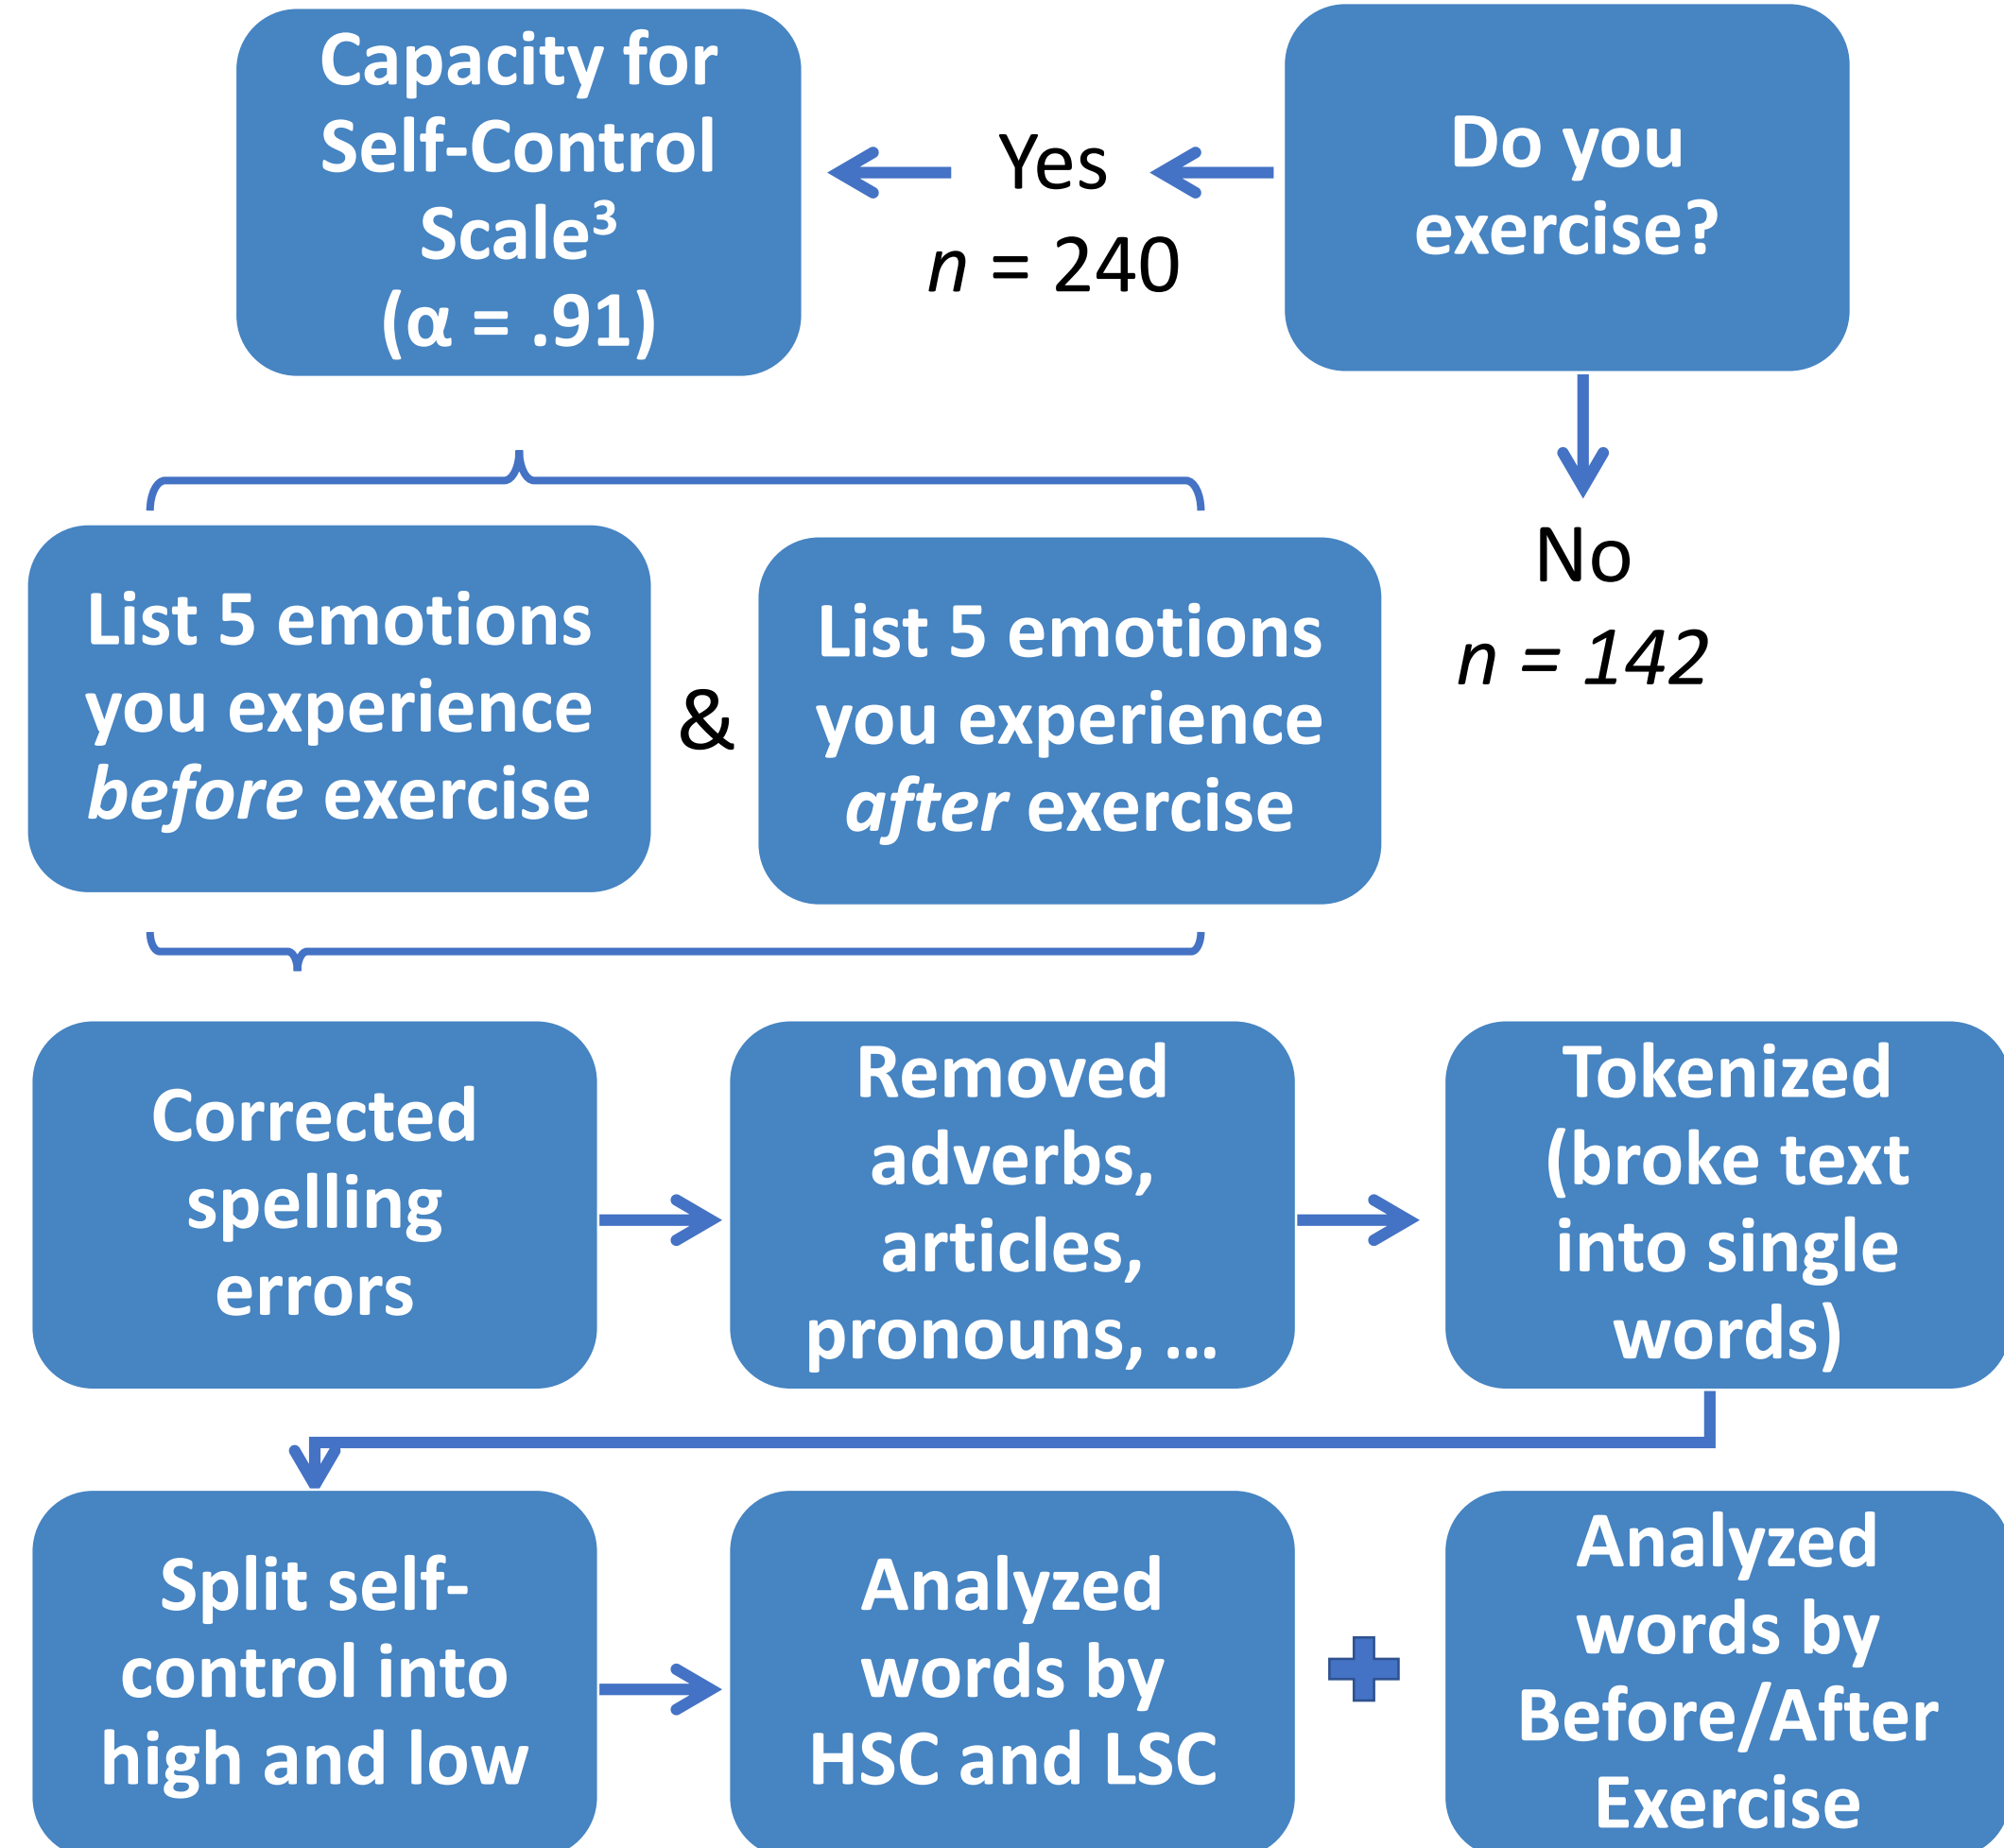 Do you
exercise?
Yes
n = 240
Capacity for
Self-Control
Scale³
(α = .91)
No
n = 142
List 5 emotions
you experience
before exercise
&
List 5 emotions
you experience
after exercise
Corrected
spelling
errors
Removed
adverbs,
articles,
pronouns, ...
Tokenized
(broke text
into single
words)
Split self-
control into
high and low
Analyzed
words by
HSC and LSC
Analyzed
words by
Before/After
Exercise